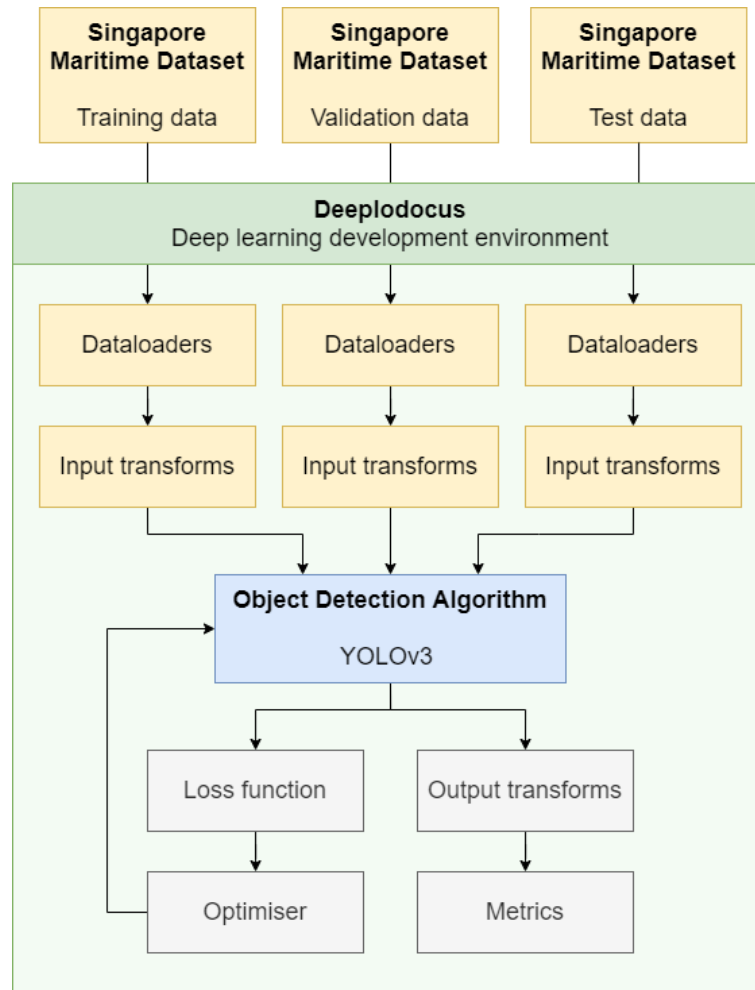 Singapore
Maritime Dataset
Training data
Singapore
Maritime Dataset
Validation data
Singapore
Maritime Dataset
Test data
Deeplodocus
Deep learning development environment
Dataloaders
Dataloaders
Dataloaders
Input transforms
Input transforms
Input transforms
Object Detection Algorithm
YOLOv3
Loss function
Output transforms
Optimiser
Metrics